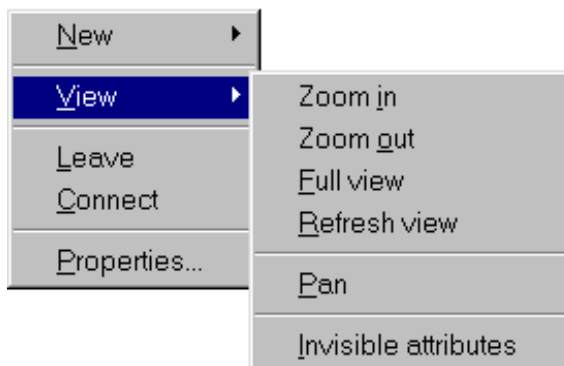 New
View
Leave
Connect
Properties...
Zoom in
Zoom out
Full view
Refresh view
Pan
Invisible attributes